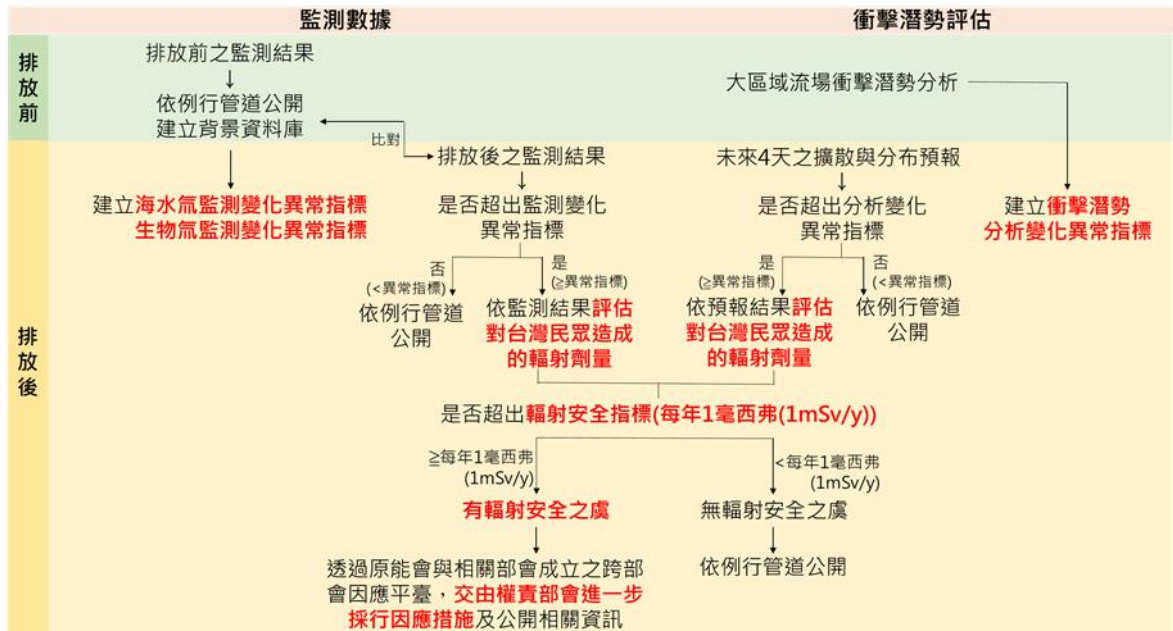 監測數據
衝擊潛勢評估
排放前
排放前之監測結果
依例行管道公開
建立背景資料庫
大區域流場衝擊潛勢分析
比對
排放後
建立海水氚監測變化異常指標
生物氚監測變化異常指標
排放後之監測結果
是否超出監測變化
異常指標
否
(<異常指標)
依例行管道
公開
是
(≧異常指標)
依監測結果評估
對台灣民眾造成
的輻射劑量
未來4天之擴散與分布預報
是否超出分析變化
異常指標
是
(≧異常指標)
依預報結果評估
對台灣民眾造成
的輻射劑量
否
(<異常指標)
依例行管道
公開
建立衝擊潛勢
分析變化異常指標
是否超出輻射安全指標(每年1毫西弗(1mSv/y))
≧每年1毫西弗
(1mSv/y)
有輻射安全之虞
透過原能會與相關部會成立之跨部
會因應平臺，交由權責部會進一步
採行因應措施及公開相關資訊
<每年1毫西弗
(1mSv/y)
無輻射安全之虞
依例行管道公開